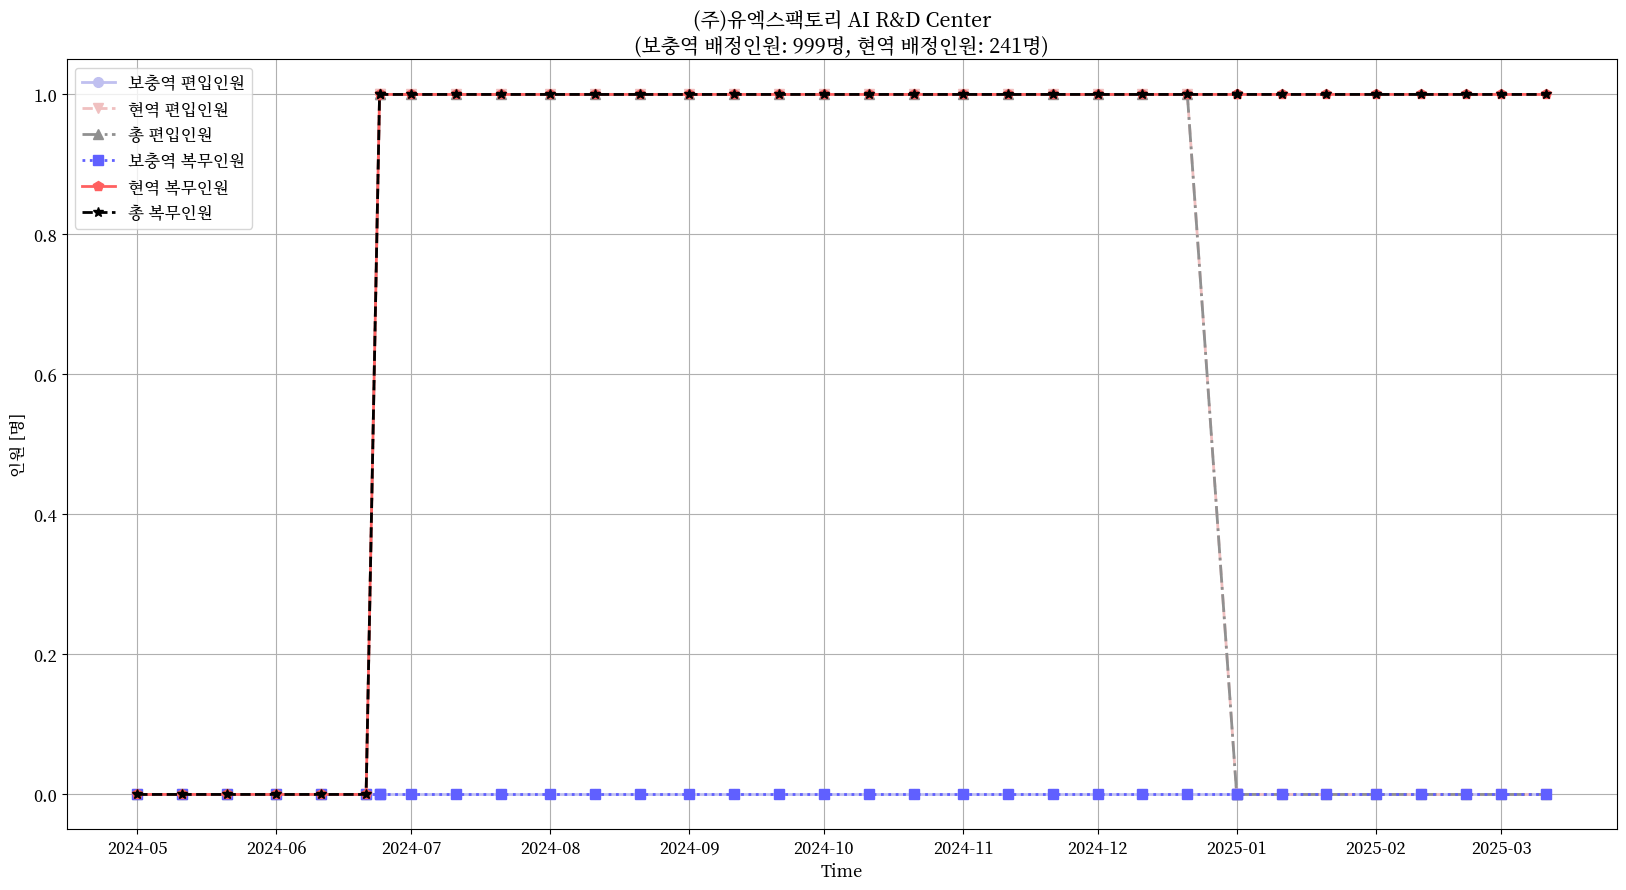 (주)유엑스팩토리 AI R&D Center
(보충역 배정인원: 999명, 현역 배정인원: 241명)
보충역 편입인원
현역 편입인원
총 편입인원
보충역 복무인원
현역 복무인원
총 복무인원
인원 [명]
1.0
0.8
0.6
0.4
0.2
0.0
2024-05
2024-06
2024-07
2024-08
2024-09
2024-10
2024-11
2024-12
2025-01
2025-02
2025-03
Time